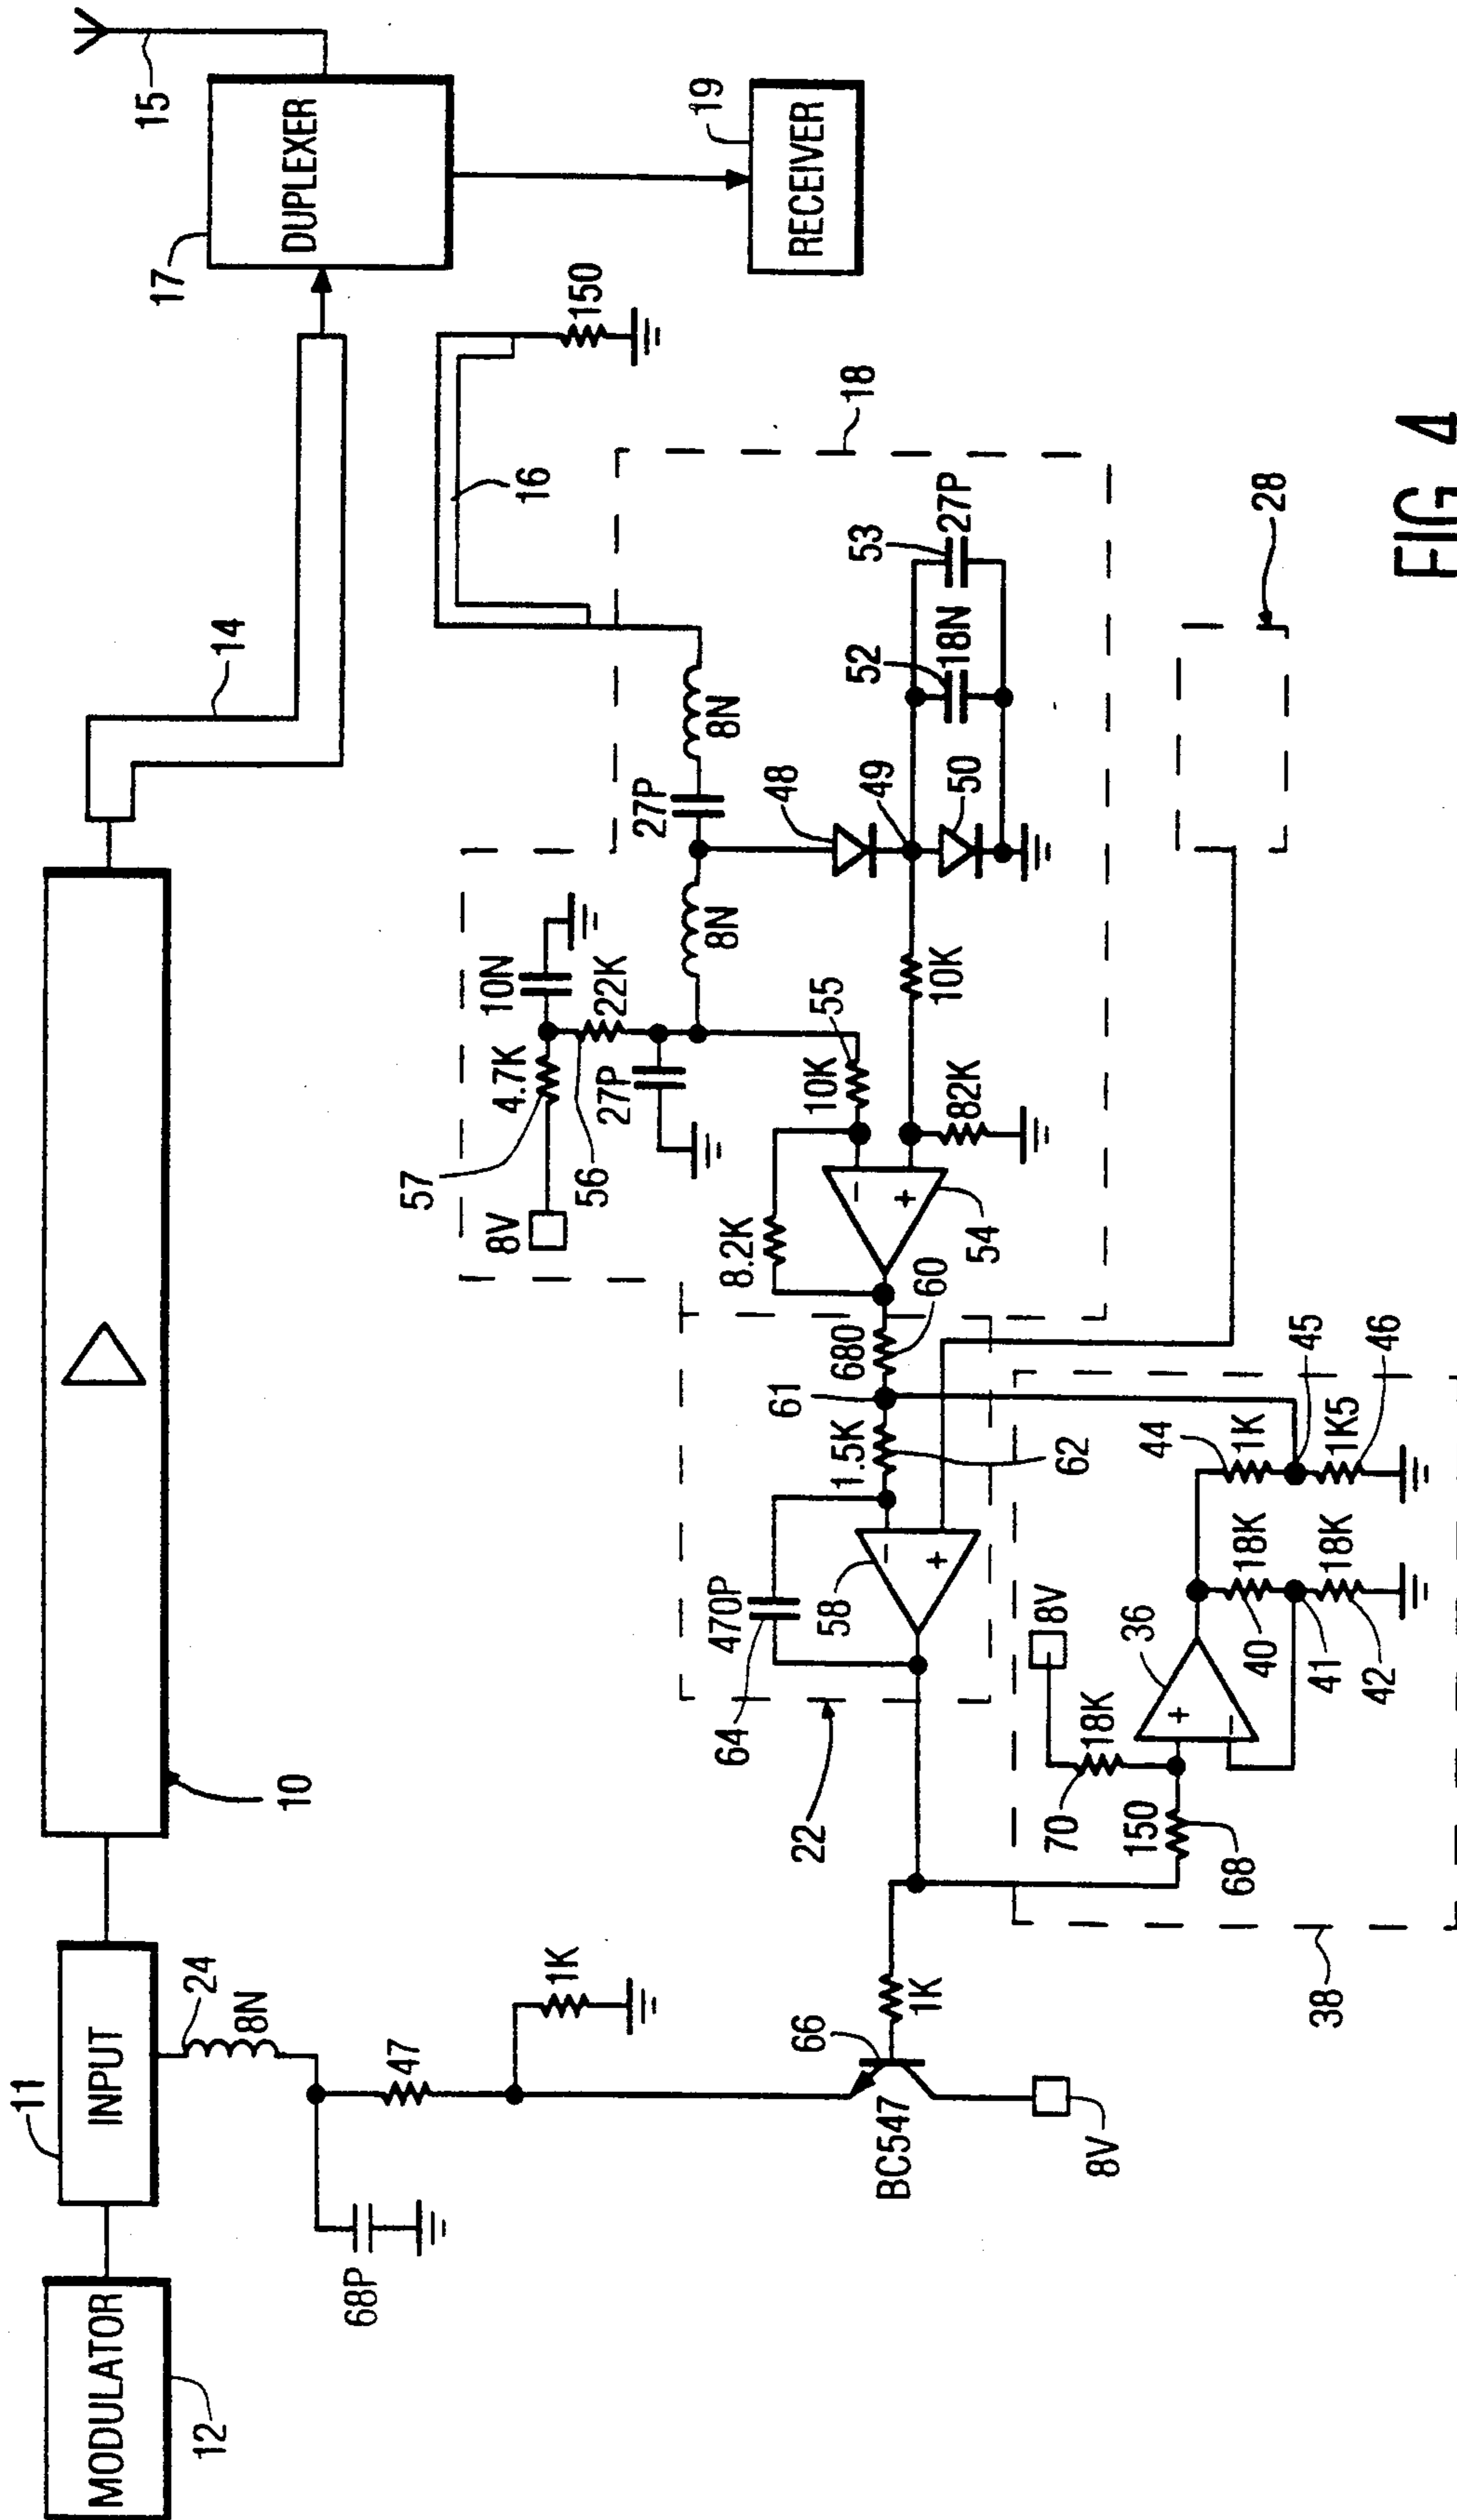 MODULATOR
12
11
INPUT
24
8N
68P
47
1K
10
14
15
17
DUPLEXER
19
RECEIVER
16
150
18
8V
57
4.7K
10N
56
22K
27P
8N
27P
8N
48
49
50
52
18N
53
27P
10K
55
10K
82K
8.2K
54
60
680
61
1.5K
62
470P
64
58
22
28
66
BC547
1K
8V
38
68
150
70
18K
8V
36
40
18K
41
42
18K
44
1K
45
1K5
46
−
+
−
+
+
−
FIG. 4